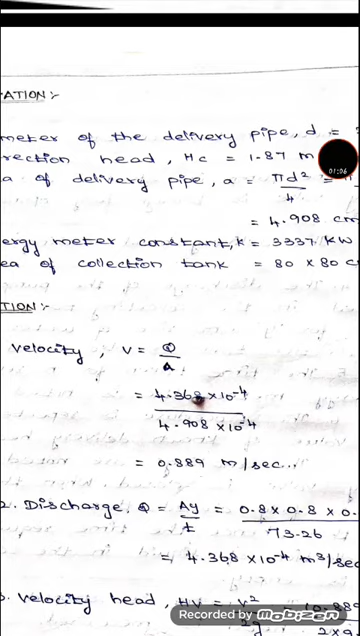 ATION :-
meter of the delivery pipe, d =
rection head, Hc = 1.87 m
a of delivery pipe, a = πd²/4 =
= 4.908 cm
ergy meter constant, k = 3337 KW
ea of collection tank = 80 × 80 c
TION :-
velocity, V = Q/a
= 4.368 × 10⁻⁴ / 4.908 × 10⁻⁴
= 0.889 m/sec..
2. Discharge, Q = Ay/t = 0.8 × 0.8 × 0. / 73.26
= 4.368 × 10⁻⁴ m³/sec
velocity head, HV = V²
01:06
RECORDED BY
Mobizen